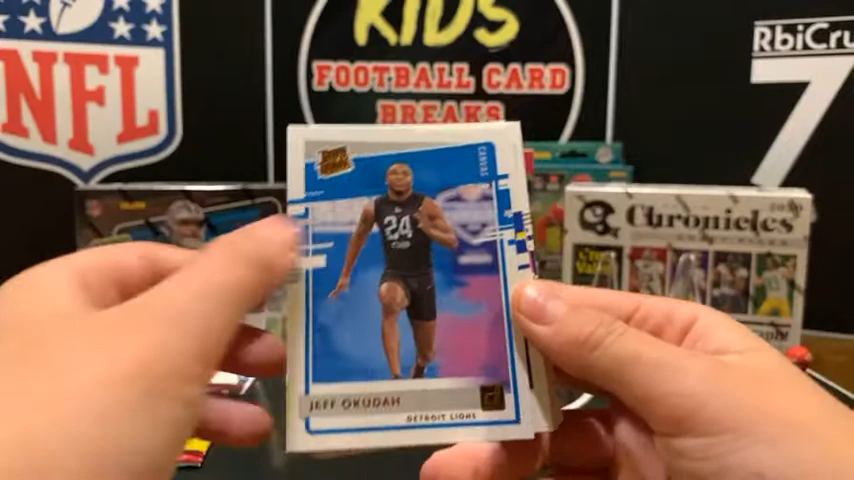 KiDS
FOOTBALL CARD
BREAKS
NFL
RbiCru
7
CANVAS
24
JEFF OKUDAH
DETROIT LIONS
Chronicles